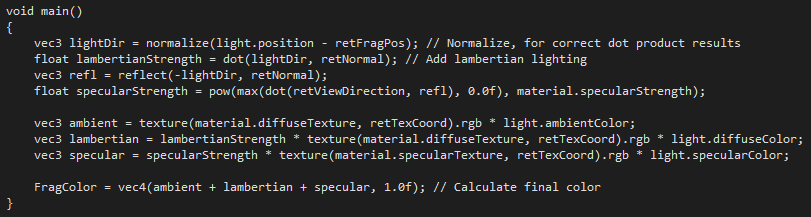 void main()
{
    vec3 lightDir = normalize(light.position - retFragPos); // Normalize, for correct dot product results
    float lambertianStrength = dot(lightDir, retNormal); // Add lambertian lighting
    vec3 refl = reflect(-lightDir, retNormal);
    float specularStrength = pow(max(dot(retViewDirection, refl), 0.0f), material.specularStrength);

    vec3 ambient = texture(material.diffuseTexture, retTexCoord).rgb * light.ambientColor;
    vec3 lambertian = lambertianStrength * texture(material.diffuseTexture, retTexCoord).rgb * light.diffuseColor;
    vec3 specular = specularStrength * texture(material.specularTexture, retTexCoord).rgb * light.specularColor;

    FragColor = vec4(ambient + lambertian + specular, 1.0f); // Calculate final color
}